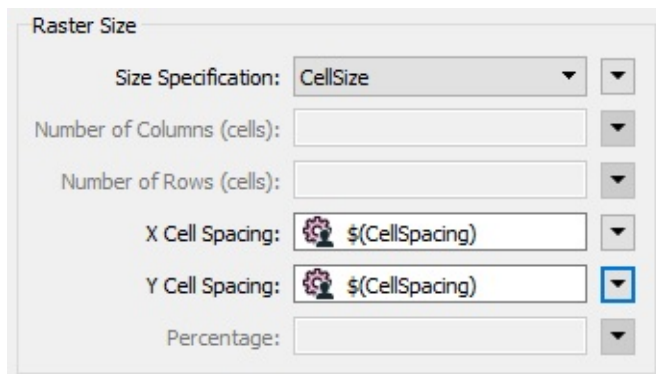 Raster Size
Size Specification: CellSize
Number of Columns (cells):
Number of Rows (cells):
X Cell Spacing: $(CellSpacing)
Y Cell Spacing: $(CellSpacing)
Percentage: